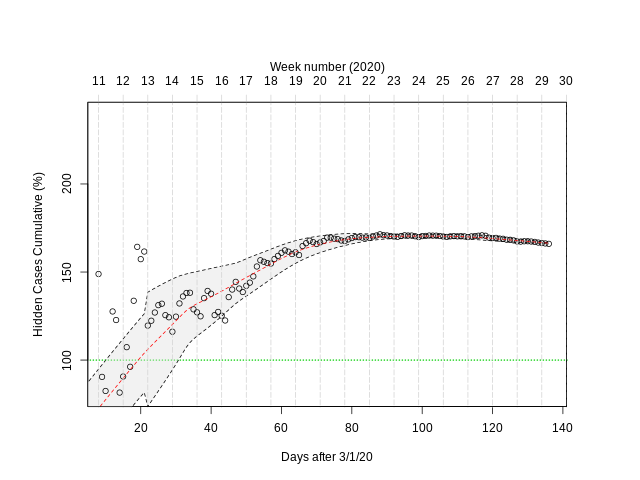 Week number (2020)
11 12 13 14 15 16 17 18 19 20 21 22 23 24 25 26 27 28 29 30
Hidden Cases Cumulative (%)
200
150
100
20 40 60 80 100 120 140
Days after 3/1/20